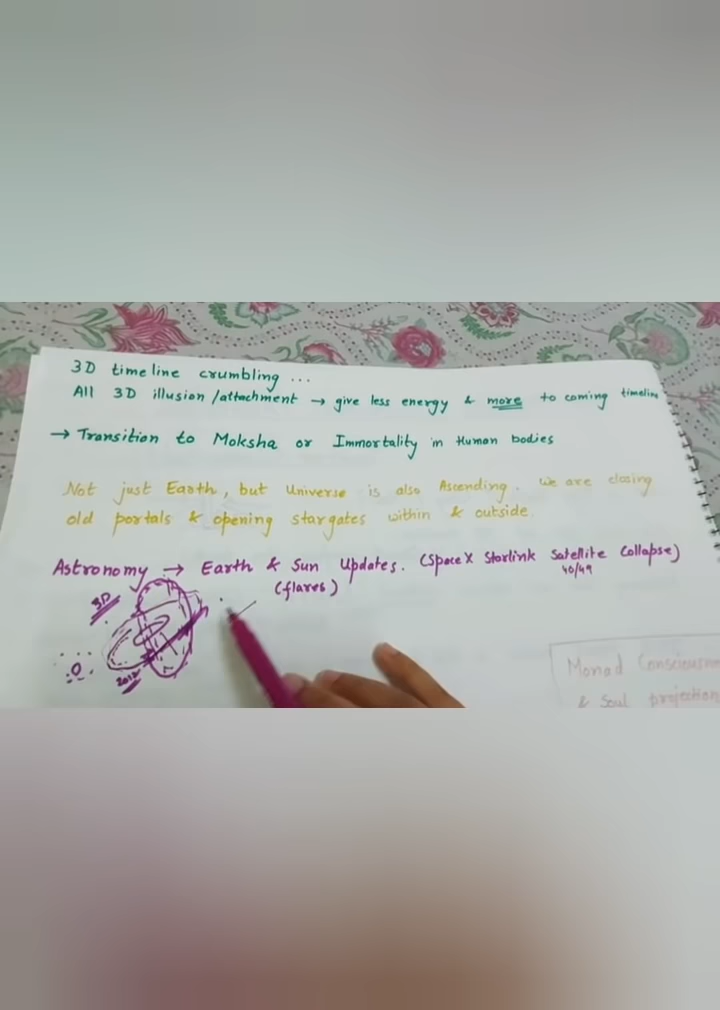 3D timeline crumbling ...
All 3D illusion/attachment → give less energy & more to coming timeline
→ Transition to Moksha or Immortality in Human bodies
Not just Earth, but Universe is also Ascending. We are closing
old portals & opening stargates within & outside.
Astronomy → Earth & Sun Updates. (SpaceX Starlink Satellite Collapse)
(flares)
40/49
3D
2012
Monad Consciousn
& Soul projection